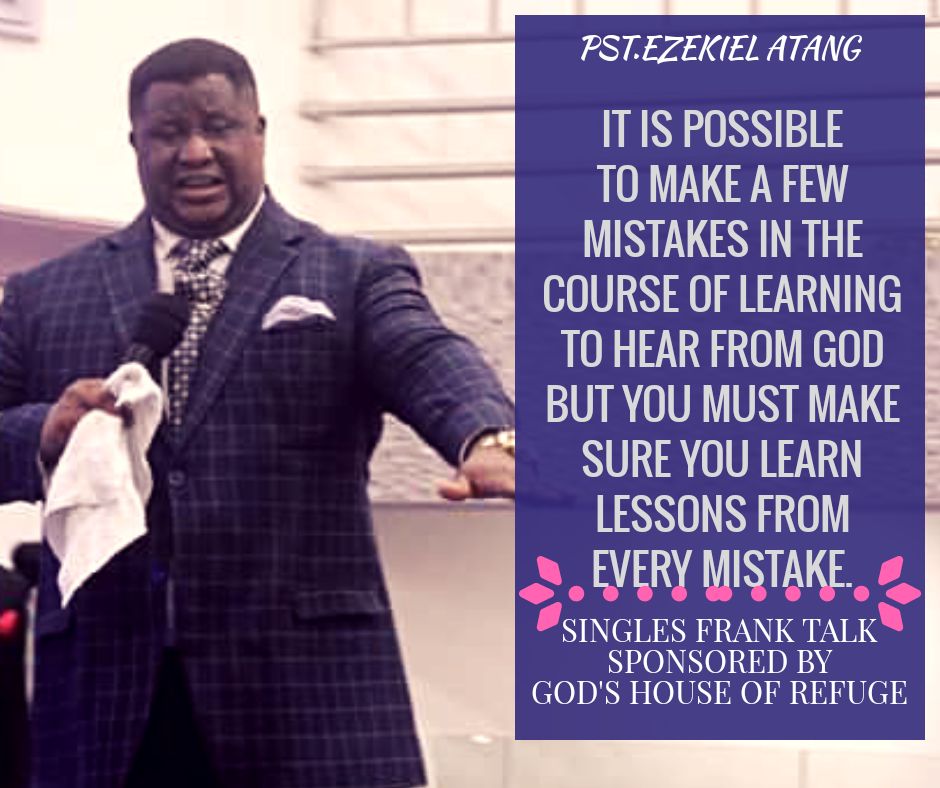 PST.EZEKIEL ATANG
IT IS POSSIBLE
TO MAKE A FEW
MISTAKES IN THE
COURSE OF LEARNING
TO HEAR FROM GOD
BUT YOU MUST MAKE
SURE YOU LEARN
LESSONS FROM
EVERY MISTAKE.
SINGLES FRANK TALK
SPONSORED BY
GOD'S HOUSE OF REFUGE